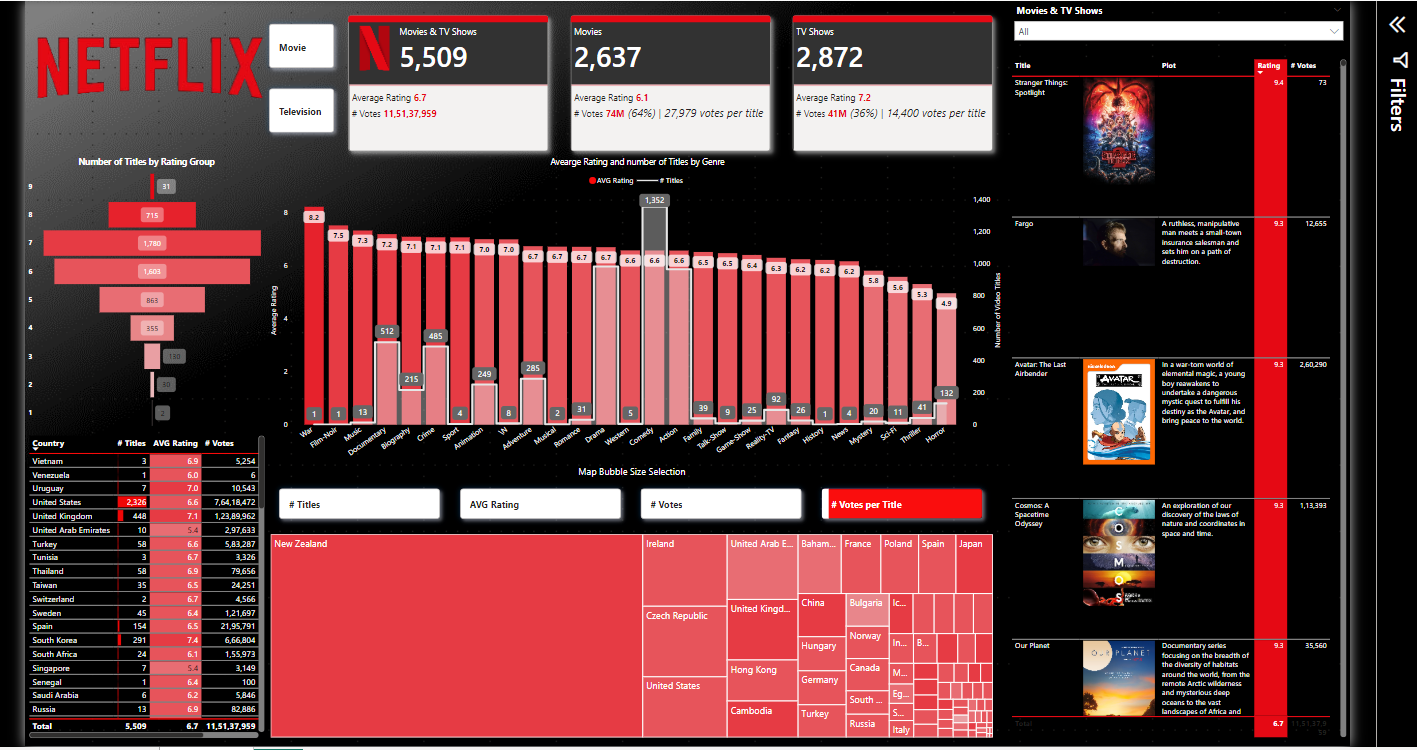 NETFLIX
Movie
Television
Movies & TV Shows
5,509
Average Rating 6.7
# Votes 11,51,37,959
Movies
2,637
Average Rating 6.1
# Votes 74M (64%) | 27,979 votes per title
TV Shows
2,872
Average Rating 7.2
# Votes 41M (36%) | 14,400 votes per title
Number of Titles by Rating Group
9 31
8 715
7 1,780
6 1,603
5 863
4 355
3 130
2 30
1 2
Avearge Rating and number of Titles by Genre
AVG Rating # Titles
Average Rating
8
6
4
2
0
8.2 7.5 7.3 7.2 7.1 7.1 7.1 7.0 7.0 6.7 6.7 6.7 6.7 6.6 6.6 6.6 6.5 6.5 6.4 6.3 6.2 6.2 6.2 5.8 5.6 5.3 4.9
1 1 13 512 215 485 4 249 8 285 2 31 5 1,352 39 9 25 92 26 1 4 20 11 41 132
War
Film-Noir
Music
Documentary
Biography
Crime
Sport
Animation
\N
Adventure
Musical
Romance
Drama
Western
Comedy
Action
Family
Talk-Show
Game-Show
Reality-TV
Fantasy
History
News
Mystery
Sci-Fi
Thriller
Horror
1,400
1,200
1,000
800
600
400
200
0
Number of Video Titles
Country # Titles AVG Rating # Votes
Vietnam 3 6.9 5,254
Venezuela 1 6.0 6
Uruguay 7 7.0 10,543
United States 2,326 6.6 7,64,18,472
United Kingdom 448 7.1 1,23,89,962
United Arab Emirates 10 5.4 2,97,633
Turkey 58 6.6 5,83,287
Tunisia 3 6.7 3,326
Thailand 58 6.9 79,656
Taiwan 35 6.5 24,251
Switzerland 2 6.7 4,566
Sweden 45 6.4 1,21,697
Spain 154 6.5 21,95,791
South Korea 291 7.4 6,66,804
South Africa 24 6.1 1,55,973
Singapore 7 5.4 3,149
Senegal 1 6.4 100
Saudi Arabia 6 6.2 5,846
Russia 13 6.9 82,886
Total 5,509 6.7 11,51,37,959
Map Bubble Size Selection
# Titles
AVG Rating
# Votes
# Votes per Title
New Zealand
Ireland
Czech Republic
United States
United Arab E...
United Kingd...
Hong Kong
Cambodia
Baham...
China
Hungary
Germany
Turkey
France
Bulgaria
Norway
Canada
South ...
Russia
Poland
Spain
Japan
Ic...
In...
M...
Eg...
S...
Italy
B...
Movies & TV Shows
All
Title Plot Rating # Votes
Stranger Things:
Spotlight
9.4 73
Fargo
A ruthless, manipulative
man meets a small-town
insurance salesman and
sets him on a path of
destruction.
9.3 12,655
Avatar: The Last
Airbender
nickelodeon
AVATAR
In a war-torn world of
elemental magic, a young
boy reawakens to
undertake a dangerous
mystic quest to fulfill his
destiny as the Avatar, and
bring peace to the world.
9.3 2,60,290
Cosmos: A
Spacetime
Odyssey
COSMOS
An exploration of our
discovery of the laws of
nature and coordinates in
space and time.
9.3 1,13,393
Our Planet
OUR PLANET
Documentary series
focusing on the breadth of
the diversity of habitats
around the world, from the
remote Arctic wilderness
and mysterious deep
oceans to the vast
landscapes of Africa and
9.3 35,560
Total 6.7 11,51,37,9
59
Filters